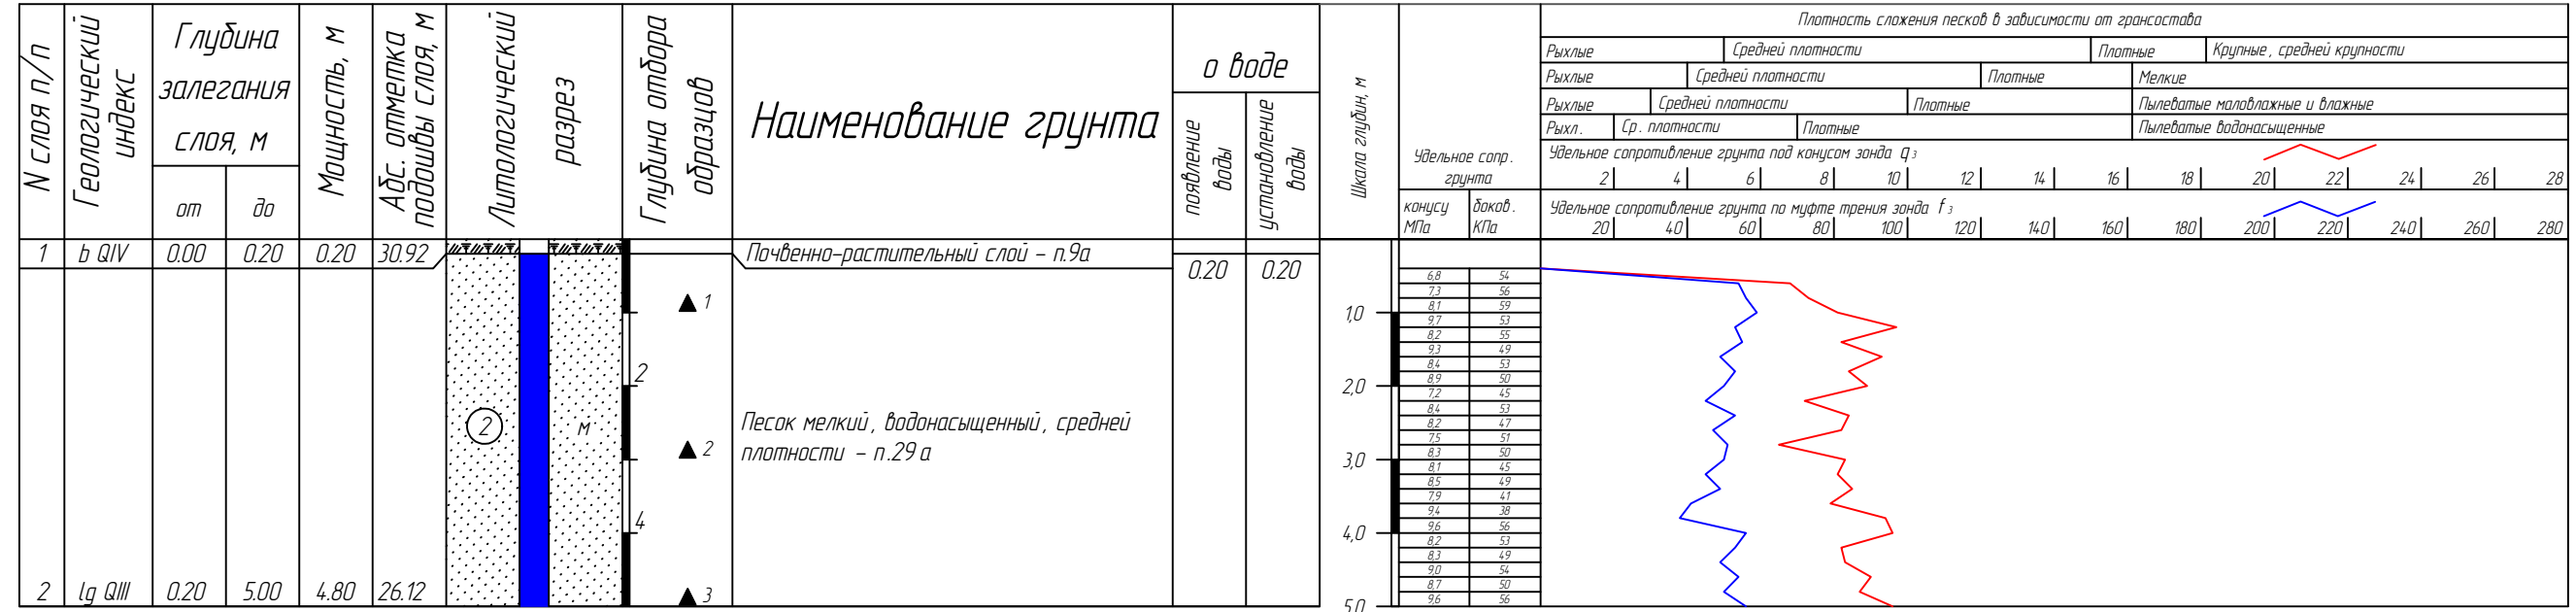 N слоя п/п
Геологический индекс
Глубина залегания слоя, м
от
до
Мощность, м
Абс. отметка подошвы слоя, м
Литологический разрез
Глубина отбора образцов
Наименование грунта
о воде
появление воды
установление воды
Шкала глубин, м
Удельное сопр. грунта
конусу МПа
боков. КПа
Плотность сложения песков в зависимости от грансостава
Рыхлые Средней плотности Плотные Крупные, средней крупности
Рыхлые Средней плотности Плотные Мелкие
Рыхлые Средней плотности Плотные Пылеватые маловлажные и влажные
Рыхл. Ср. плотности Плотные Пылеватые водонасыщенные
Удельное сопротивление грунта под конусом зонда qз
2 4 6 8 10 12 14 16 18 20 22 24 26 28
Удельное сопротивление грунта по муфте трения зонда fз
20 40 60 80 100 120 140 160 180 200 220 240 260 280
1 b QIV 0.00 0.20 0.20 30.92 Почвенно-растительный слой - п.9а
0.20 0.20
1
2
2 м
Песок мелкий, водонасыщенный, средней
плотности - п.29 а
2
4
2 lg QIII 0.20 5.00 4.80 26.12 3
1,0
2,0
3,0
4,0
5,0
6,8 54
7,3 56
8,1 59
9,7 53
8,2 55
9,3 49
8,4 53
8,9 50
7,2 45
8,4 53
8,2 47
7,5 51
8,3 50
8,1 45
8,5 49
7,9 41
9,4 38
9,6 56
8,2 53
8,3 49
9,0 54
8,7 50
9,6 56